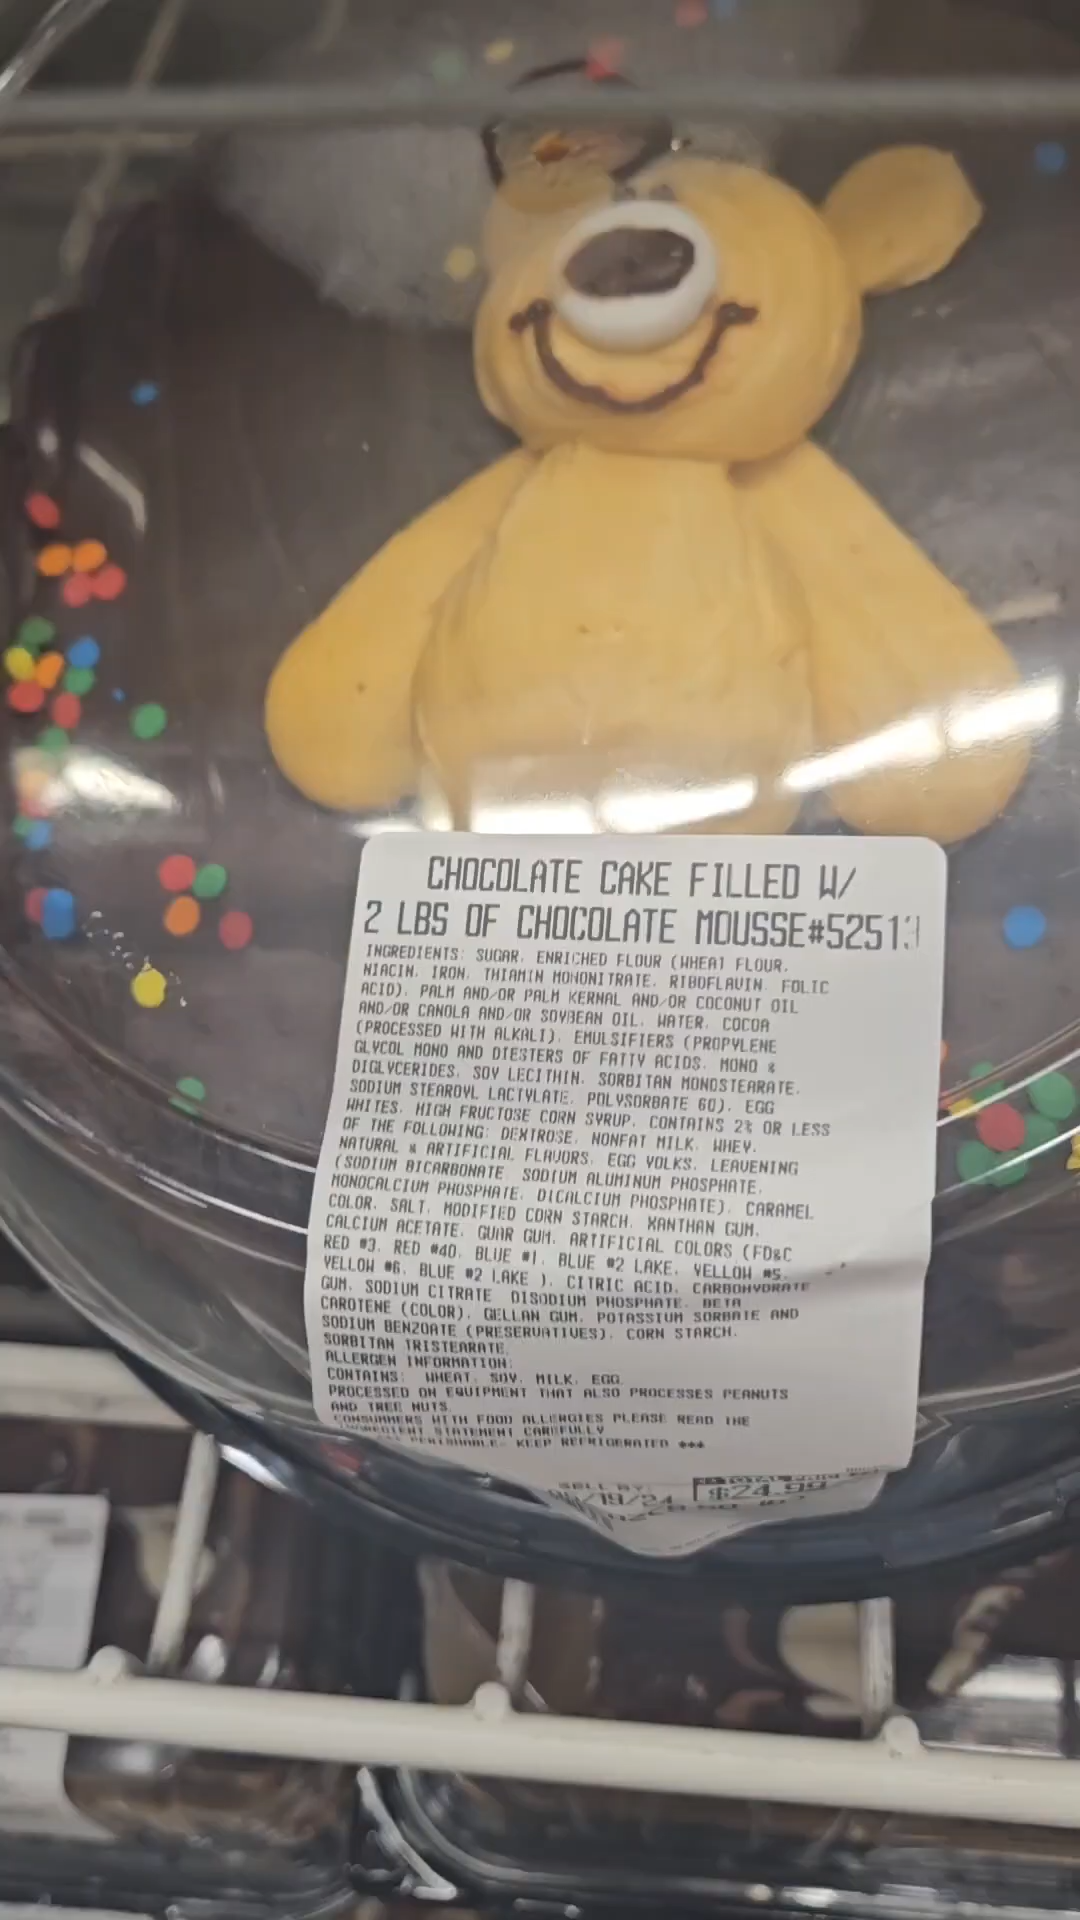 CHOCOLATE CAKE FILLED W/
2 LBS OF CHOCOLATE MOUSSE#52513
INGREDIENTS: SUGAR, ENRICHED FLOUR (WHEAT FLOUR,
NIACIN, IRON, THIAMIN MONONITRATE, RIBOFLAVIN, FOLIC
ACID), PALM AND/OR PALM KERNAL AND/OR COCONUT OIL
AND/OR CANOLA AND/OR SOYBEAN OIL, WATER, COCOA
(PROCESSED WITH ALKALI), EMULSIFIERS (PROPYLENE
GLYCOL MONO AND DIESTERS OF FATTY ACIDS, MONO &
DIGLYCERIDES, SOY LECITHIN, SORBITAN MONOSTEARATE,
SODIUM STEAROYL LACTYLATE, POLYSORBATE 60), EGG
WHITES, HIGH FRUCTOSE CORN SYRUP, CONTAINS 2% OR LESS
OF THE FOLLOWING: DEXTROSE, NONFAT MILK, WHEY,
NATURAL & ARTIFICIAL FLAVORS, EGG YOLKS, LEAVENING
(SODIUM BICARBONATE, SODIUM ALUMINUM PHOSPHATE,
MONOCALCIUM PHOSPHATE, DICALCIUM PHOSPHATE), CARAMEL
COLOR, SALT, MODIFIED CORN STARCH, XANTHAN GUM,
CALCIUM ACETATE, GUAR GUM, ARTIFICIAL COLORS (FD&C
RED #3, RED #40, BLUE #1, BLUE #2 LAKE, YELLOW #5,
YELLOW #6, BLUE #2 LAKE ), CITRIC ACID, CARBOHYDRATE
GUM, SODIUM CITRATE, DISODIUM PHOSPHATE, BETA
CAROTENE (COLOR), GELLAN GUM, POTASSIUM SORBATE AND
SODIUM BENZOATE (PRESERVATIVES), CORN STARCH,
SORBITAN TRISTEARATE.
ALLERGEN INFORMATION:
CONTAINS: WHEAT, SOY, MILK, EGG.
PROCESSED ON EQUIPMENT THAT ALSO PROCESSES PEANUTS
AND TREE NUTS.
CONSUMMERS WITH FOOD ALLERGIES PLEASE READ THE
INGREDIENT STATEMENT CAREFULLY
PERISHABLE- KEEP REFRIGERATED ***
SELL BY: TOTAL
/19/24 $24.99